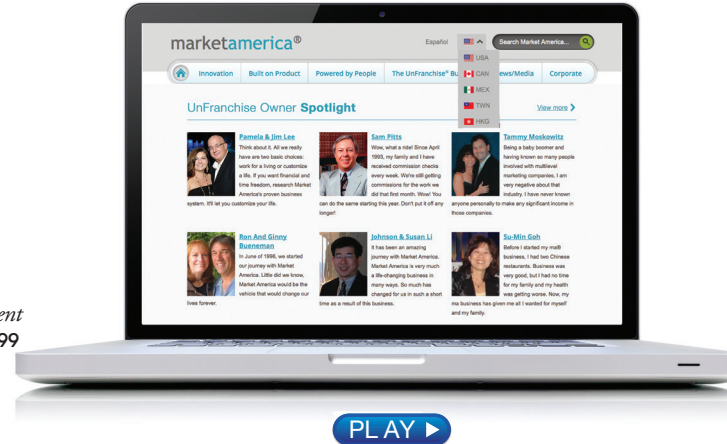 marketamerica®
Español
Search Market America...
Innovation
Built on Product
Powered by People
The UnFranchise® Bu
ews/Media
Corporate
USA
CAN
MEX
TWN
HKG
UnFranchise Owner Spotlight
View more
Pamela & Jim Lee
Think about it. All we really
have are two basic choices:
work for a living or customize
a life. If you want financial and
time freedom, research Market
America's proven business
system. It'll let you customize your life.
Sam Pitts
Wow, what a ride! Since April
1993, my family and I have
received commission checks
every week. We're still getting
commissions for the work we
did that first month. Wow! You
can do the same starting this year. Don't put it off any
longer!
Tammy Moskowitz
Being a baby boomer and
having known so many people
involved with multilevel
marketing companies, I am
very negative about that
industry. I have never known
anyone personally to make any significant income in
those companies.
Ron And Ginny
Bueneman
In June of 1996, we started
our journey with Market
America. Little did we know,
Market America would be the
vehicle that would change our
lives forever.
Johnson & Susan Li
It has been an amazing
journey with Market America.
Market America is very much
a life-changing business in
many ways. So much has
changed for us in such a short
time as a result of this business.
Su-Min Goh
Before I started my ma®
business, I had two Chinese
restaurants. Business was
very good, but I had no time
for my family and my health
was getting worse. Now, my
ma business has given me all I wanted for myself
and my family.
ent
99
PLAY